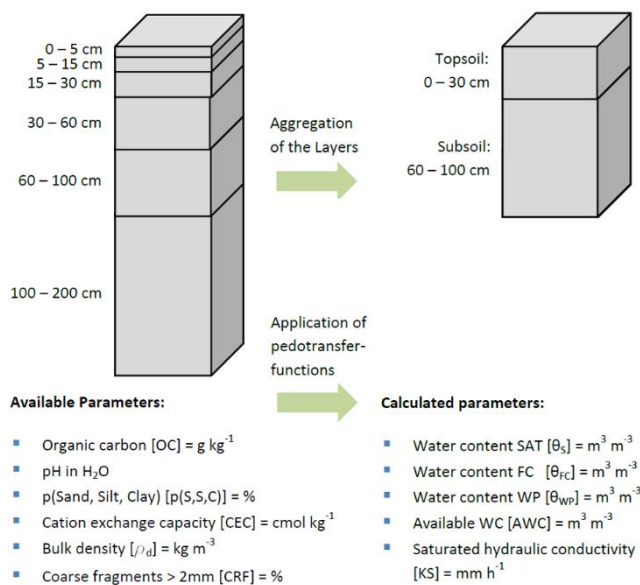 0 – 5 cm
5 – 15 cm
15 – 30 cm
30 – 60 cm
60 – 100 cm
100 – 200 cm
Aggregation
of the Layers
Topsoil:
0 – 30 cm
Subsoil:
60 – 100 cm
Application of
pedotransfer-
functions
Available Parameters:
▪ Organic carbon [OC] = g kg⁻¹
▪ pH in H₂O
▪ p(Sand, Silt, Clay) [p(S,S,C)] = %
▪ Cation exchange capacity [CEC] = cmol kg⁻¹
▪ Bulk density [ρd] = kg m⁻³
▪ Coarse fragments > 2mm [CRF] = %
Calculated parameters:
▪ Water content SAT [θS] = m³ m⁻³
▪ Water content FC [θFC] = m³ m⁻³
▪ Water content WP [θWP] = m³ m⁻³
▪ Available WC [AWC] = m³ m⁻³
▪ Saturated hydraulic conductivity
[KS] = mm h⁻¹